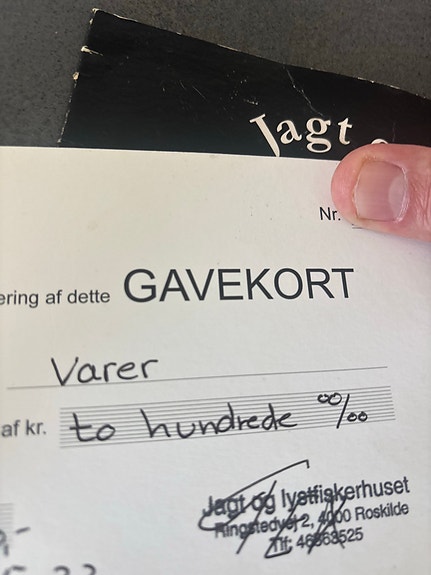 Jagt
Nr.
ering af dette GAVEKORT
Varer
af kr. to hundrede 00/00
Jagt og lystfiskerhuset
Ringstedvej 2, 4000 Roskilde
Tlf: 46363525